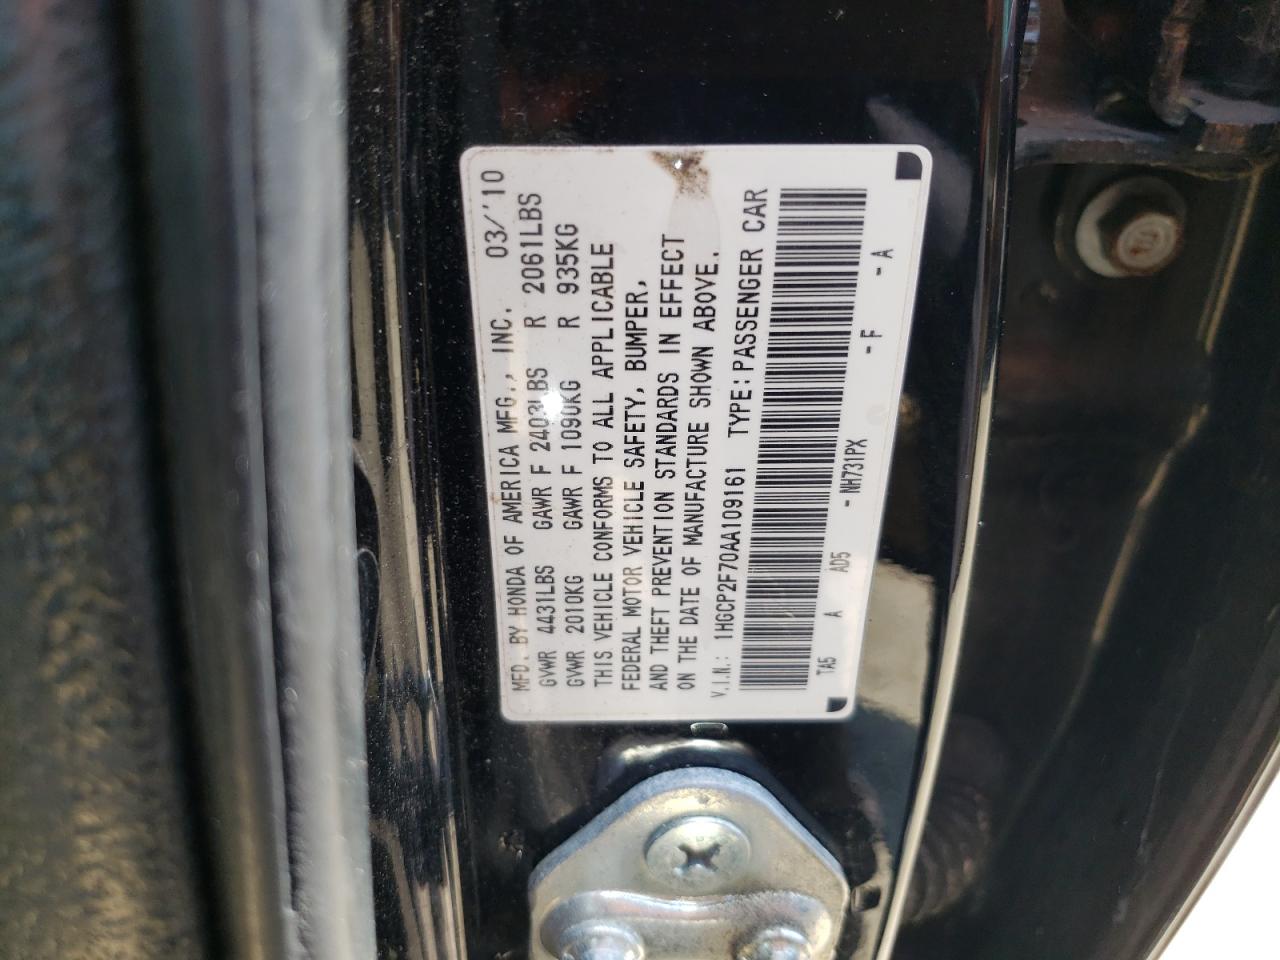 MFD. BY HONDA OF AMERICA MFG., INC. 03/'10
GVWR 4431LBS GAWR F 2403LBS R 2061LBS
GVWR 2010KG GAWR F 1090KG R 935KG
THIS VEHICLE CONFORMS TO ALL APPLICABLE
FEDERAL MOTOR VEHICLE SAFETY, BUMPER,
AND THEFT PREVENTION STANDARDS IN EFFECT
ON THE DATE OF MANUFACTURE SHOWN ABOVE.
V.I.N.: 1HGCP2F70AA109161 TYPE:PASSENGER CAR
TA5 A AD5 - NH731PX - F - A